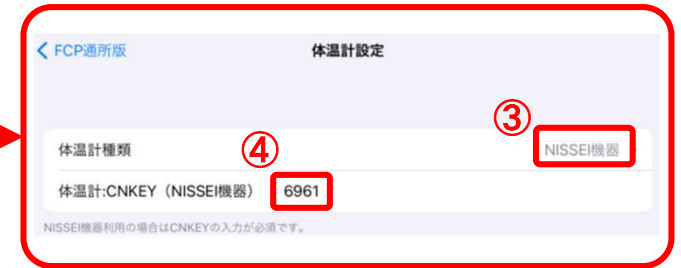 FCP通所版 体温計設定
③
体温計種類 ④ NISSEI機器
体温計:CNKEY（NISSEI機器） 6961
NISSEI機器利用の場合はCNKEYの入力が必須です。